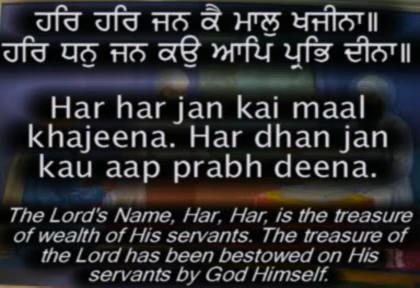 ਹਰਿ ਹਰਿ ਜਨ ਕੈ ਮਾਲੁ ਖਜੀਨਾ॥
ਹਰਿ ਧਨੁ ਜਨ ਕਉ ਆਪਿ ਪ੍ਰਭਿ ਦੀਨਾ॥
Har har jan kai maal
khajeena. Har dhan jan
kau aap prabh deena.
The Lord's Name, Har, Har, is the treasure
of wealth of His servants. The treasure of
the Lord has been bestowed on His
servants by God Himself.